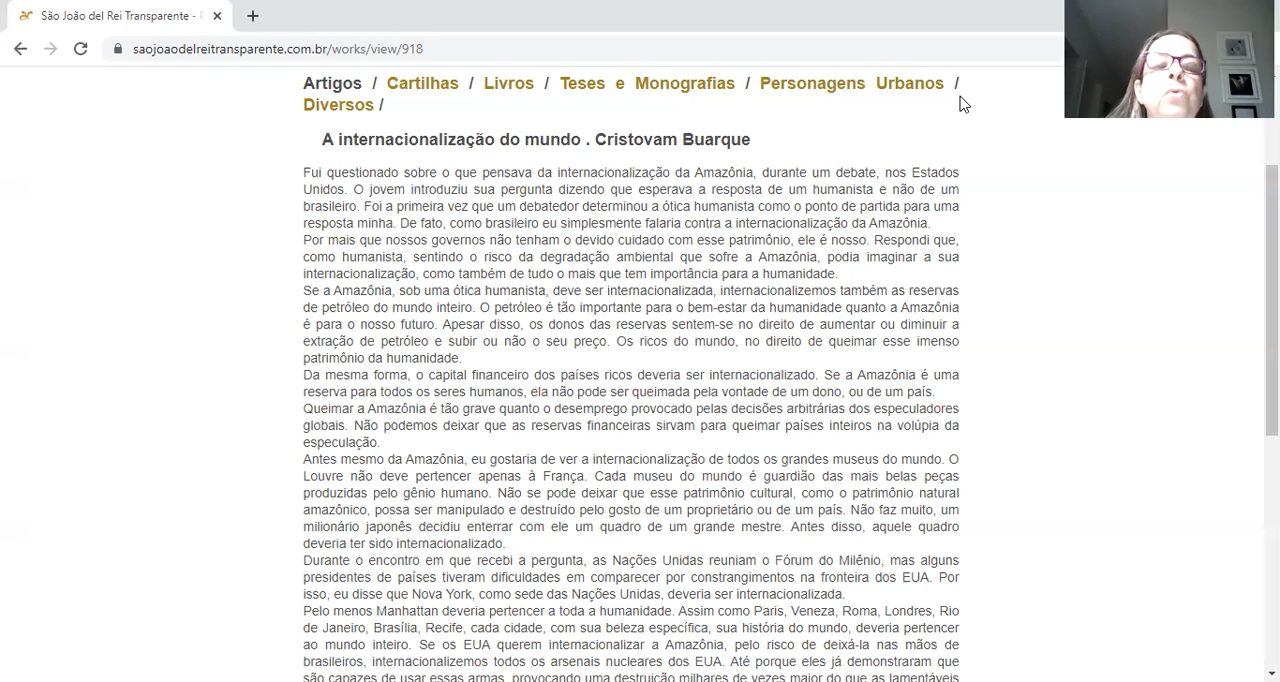 São João del Rei Transparente -
saojoaodelreitransparente.com.br/works/view/918
Artigos / Cartilhas / Livros / Teses e Monografias / Personagens Urbanos /
Diversos /
A internacionalização do mundo . Cristovam Buarque
Fui questionado sobre o que pensava da internacionalização da Amazônia, durante um debate, nos Estados
Unidos. O jovem introduziu sua pergunta dizendo que esperava a resposta de um humanista e não de um
brasileiro. Foi a primeira vez que um debatedor determinou a ótica humanista como o ponto de partida para uma
resposta minha. De fato, como brasileiro eu simplesmente falaria contra a internacionalização da Amazônia.
Por mais que nossos governos não tenham o devido cuidado com esse patrimônio, ele é nosso. Respondi que,
como humanista, sentindo o risco da degradação ambiental que sofre a Amazônia, podia imaginar a sua
internacionalização, como também de tudo o mais que tem importância para a humanidade.
Se a Amazônia, sob uma ótica humanista, deve ser internacionalizada, internacionalizemos também as reservas
de petróleo do mundo inteiro. O petróleo é tão importante para o bem-estar da humanidade quanto a Amazônia
é para o nosso futuro. Apesar disso, os donos das reservas sentem-se no direito de aumentar ou diminuir a
extração de petróleo e subir ou não o seu preço. Os ricos do mundo, no direito de queimar esse imenso
patrimônio da humanidade.
Da mesma forma, o capital financeiro dos países ricos deveria ser internacionalizado. Se a Amazônia é uma
reserva para todos os seres humanos, ela não pode ser queimada pela vontade de um dono, ou de um país.
Queimar a Amazônia é tão grave quanto o desemprego provocado pelas decisões arbitrárias dos especuladores
globais. Não podemos deixar que as reservas financeiras sirvam para queimar países inteiros na volúpia da
especulação.
Antes mesmo da Amazônia, eu gostaria de ver a internacionalização de todos os grandes museus do mundo. O
Louvre não deve pertencer apenas à França. Cada museu do mundo é guardião das mais belas peças
produzidas pelo gênio humano. Não se pode deixar que esse patrimônio cultural, como o patrimônio natural
amazônico, possa ser manipulado e destruído pelo gosto de um proprietário ou de um país. Não faz muito, um
milionário japonês decidiu enterrar com ele um quadro de um grande mestre. Antes disso, aquele quadro
deveria ter sido internacionalizado.
Durante o encontro em que recebi a pergunta, as Nações Unidas reuniam o Fórum do Milênio, mas alguns
presidentes de países tiveram dificuldades em comparecer por constrangimentos na fronteira dos EUA. Por
isso, eu disse que Nova York, como sede das Nações Unidas, deveria ser internacionalizada.
Pelo menos Manhattan deveria pertencer a toda a humanidade. Assim como Paris, Veneza, Roma, Londres, Rio
de Janeiro, Brasília, Recife, cada cidade, com sua beleza específica, sua história do mundo, deveria pertencer
ao mundo inteiro. Se os EUA querem internacionalizar a Amazônia, pelo risco de deixá-la nas mãos de
brasileiros, internacionalizemos todos os arsenais nucleares dos EUA. Até porque eles já demonstraram que
são capazes de usar essas armas, provocando uma destruição milhares de vezes maior do que as lamentáveis